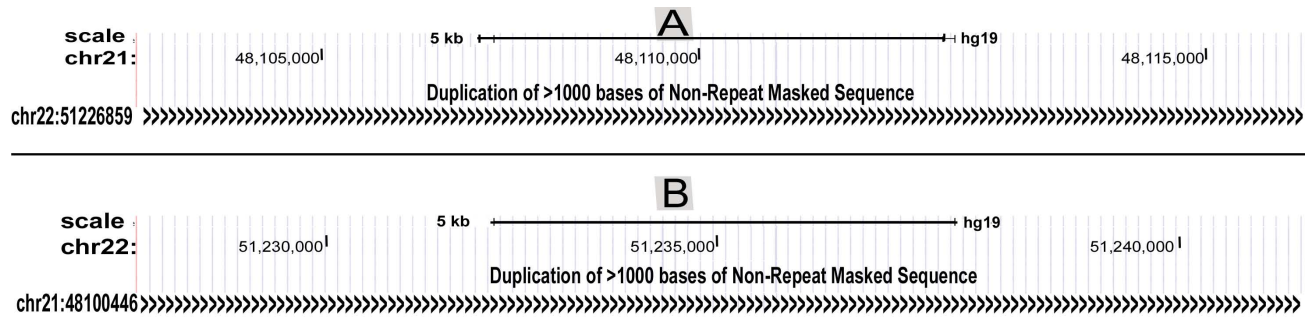 A
scale 5 kb hg19
chr21: 48,105,000 48,110,000 48,115,000
Duplication of >1000 bases of Non-Repeat Masked Sequence
chr22:51226859 
B
scale 5 kb hg19
chr22: 51,230,000 51,235,000 51,240,000
Duplication of >1000 bases of Non-Repeat Masked Sequence
chr21:48100446